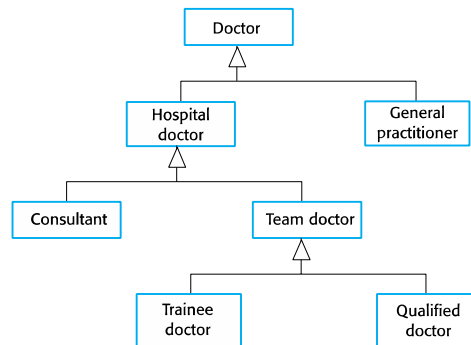 Doctor
Hospital
doctor
General
practitioner
Consultant
Team doctor
Trainee
doctor
Qualified
doctor